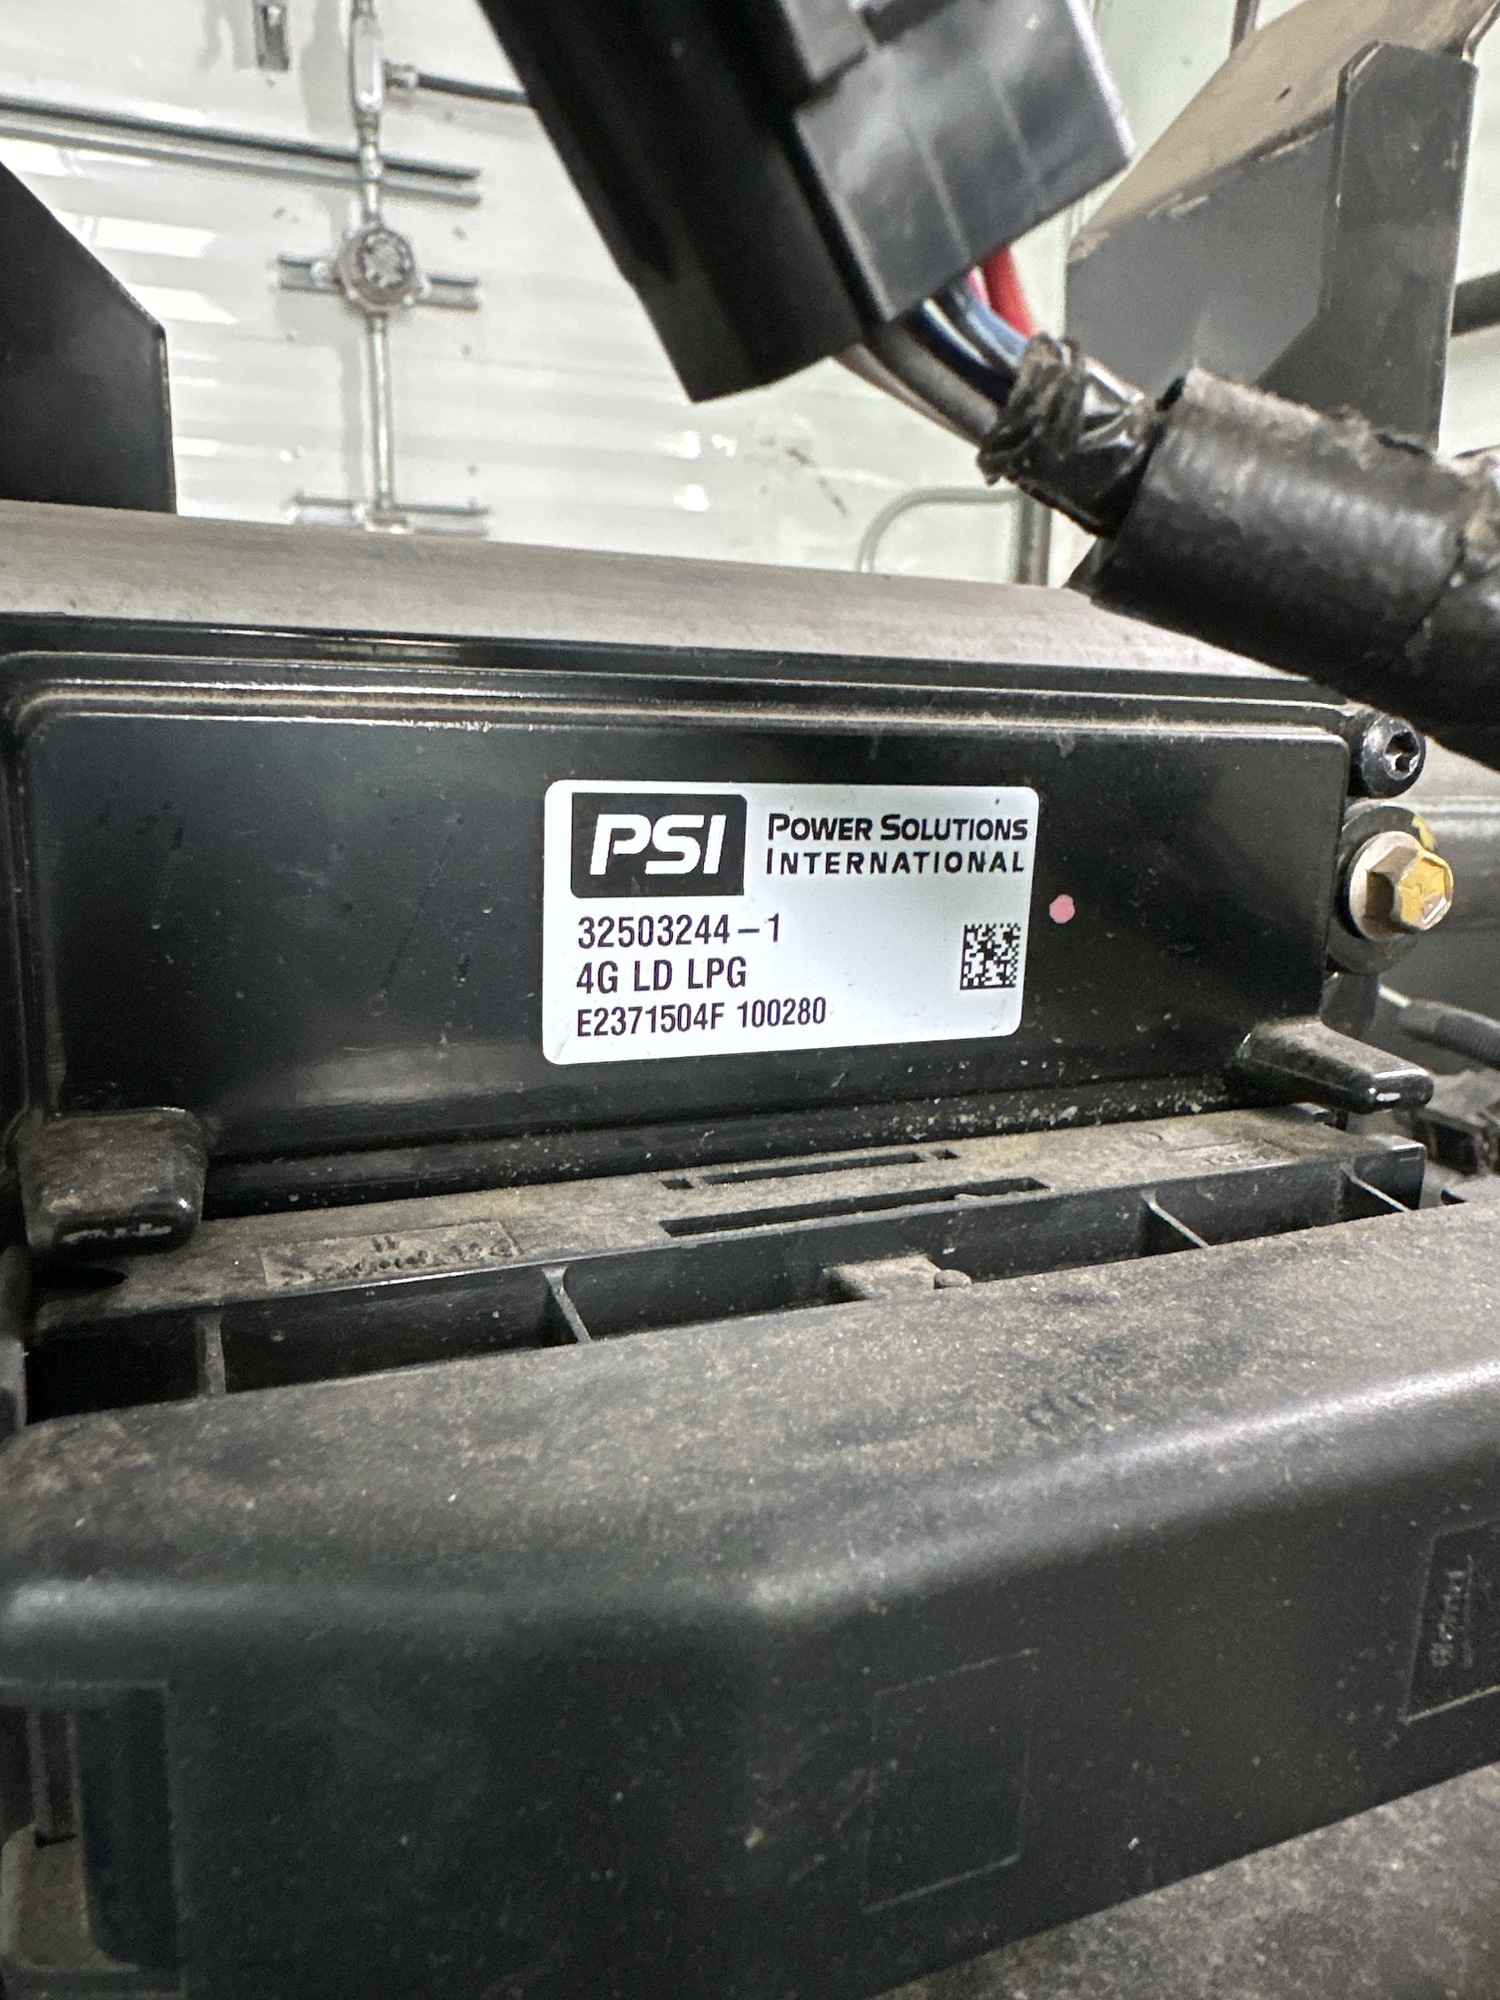 PSI
POWER SOLUTIONS
INTERNATIONAL
32503244-1
4G LD LPG
E2371504F 100280